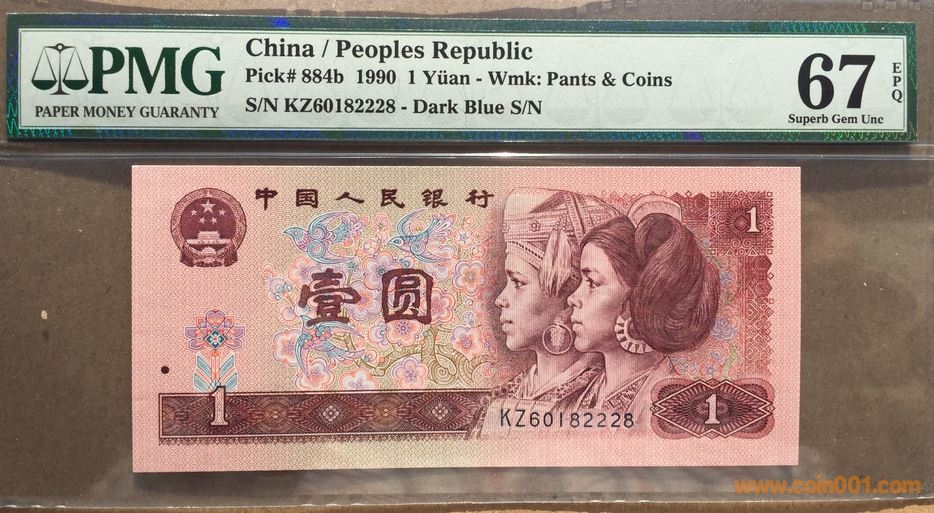 PMG
PAPER MONEY GUARANTY
China / Peoples Republic
Pick# 884b 1990 1 Yüan - Wmk: Pants & Coins
S/N KZ60182228 - Dark Blue S/N
67
EPQ
Superb Gem Unc
中国人民银行
1
壹圆
1
KZ60182228
1
www.coin001.com